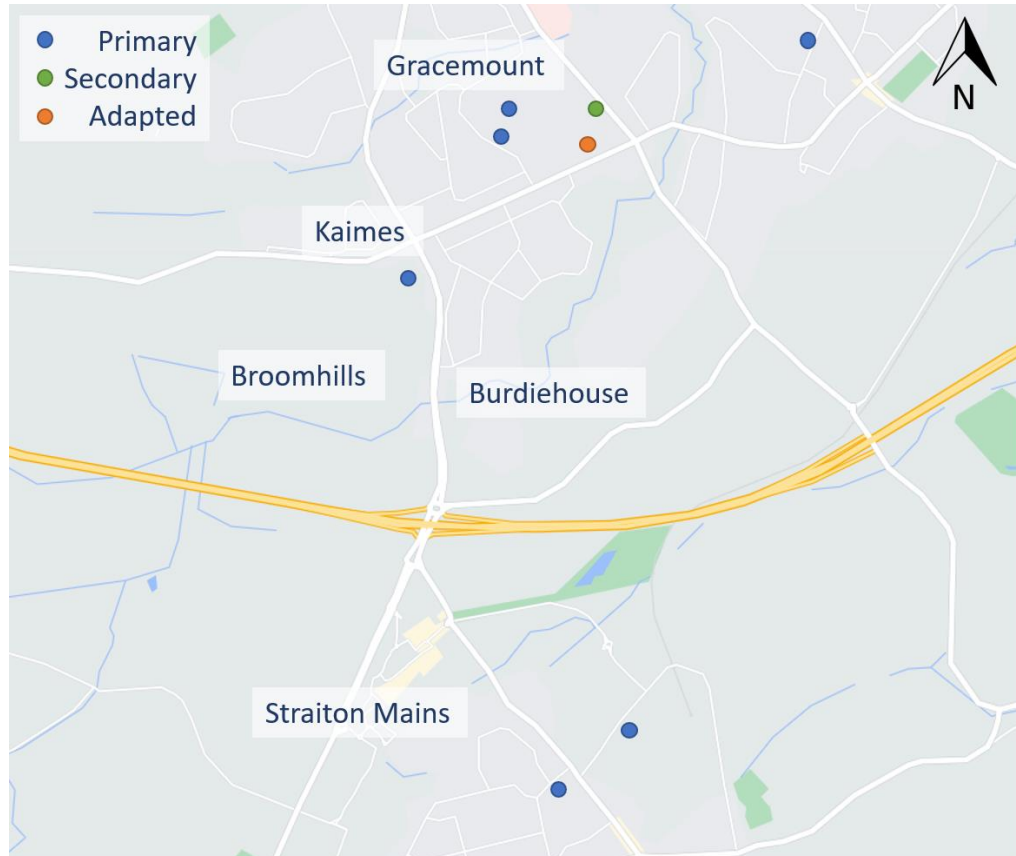 Primary
Secondary
Adapted
Gracemount
N
Kaimes
Broomhills
Burdiehouse
Straiton Mains